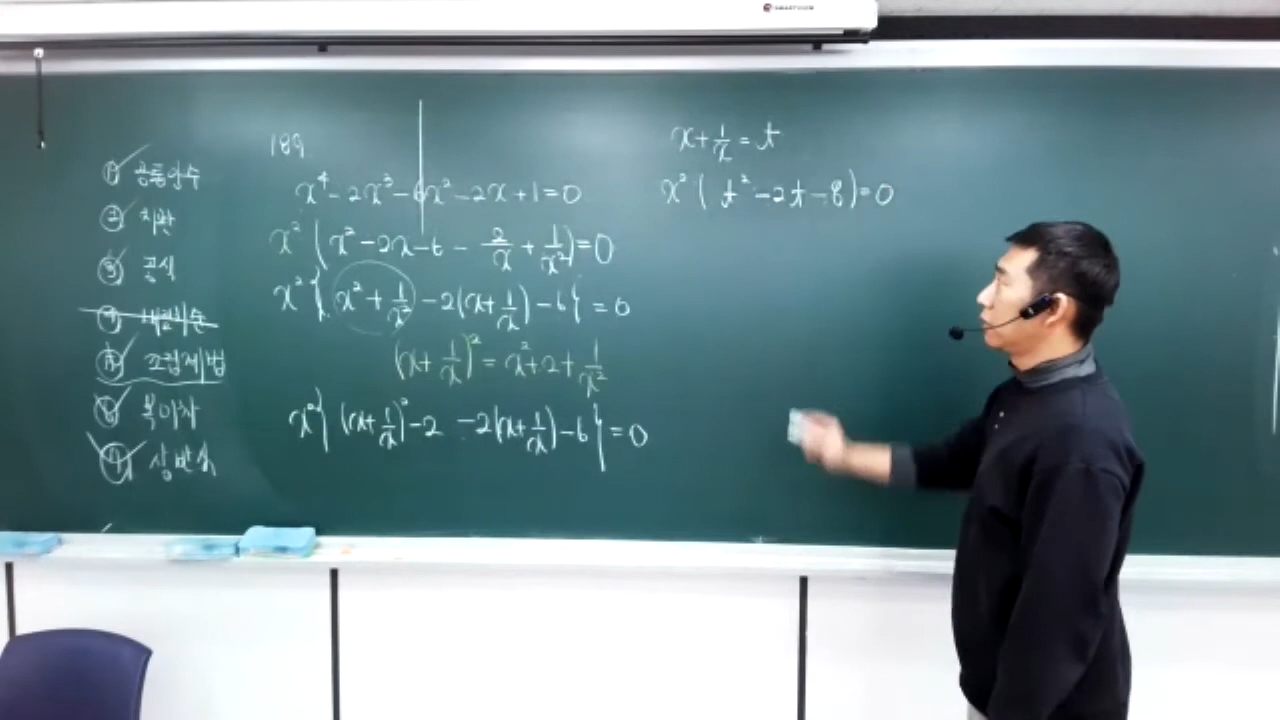 ① 공통인수
② 치환
③ 공식
조립제법
⑥ 복이차
⑦ 상반식
189
x⁴-2x³-6x²-2x+1=0
x²(x²-2x-6-2/x+1/x²)=0
x²{x²+1/x²-2(x+1/x)-6}=0
(x+1/x)²=x²+2+1/x²
x²{(x+1/x)²-2 -2(x+1/x)-6}=0
x+1/x=t
x²(t²-2t-8)=0